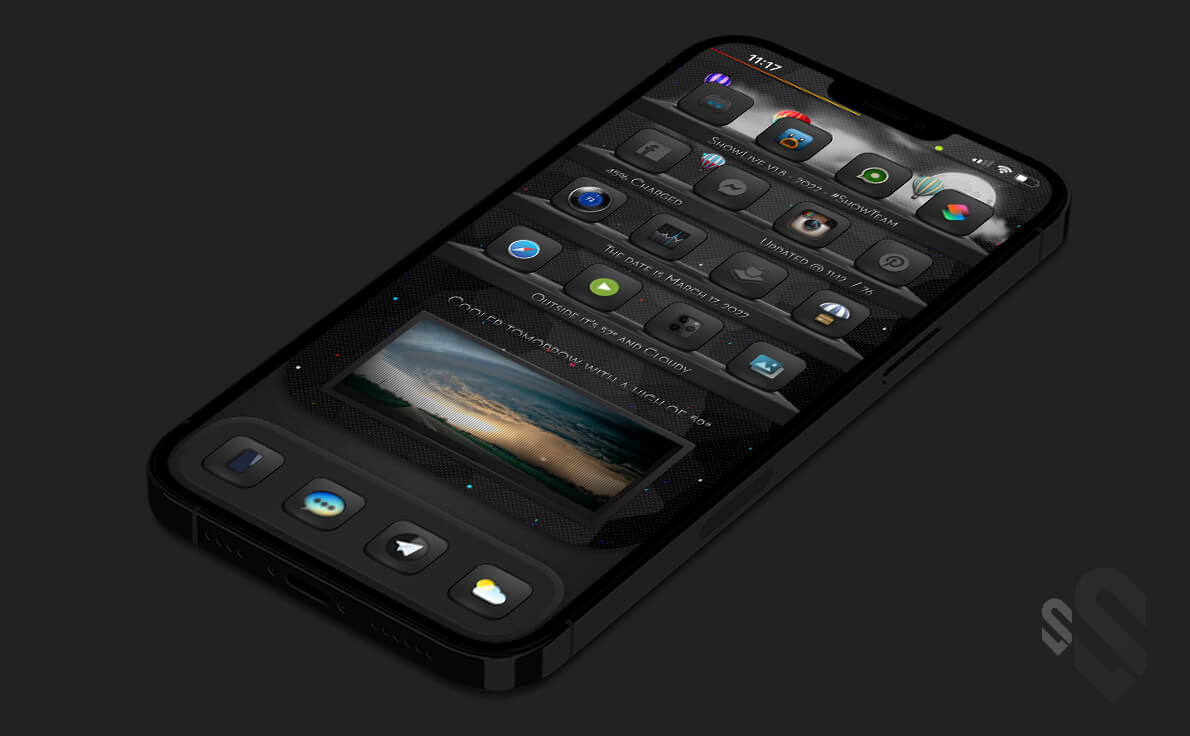 11:17
ShowLive v1.8 - 2022 - #ShowTeam
45% Charged
Updated @ 11:12 / 76
The date is March 17, 2022
Outside it's 52° and Cloudy
Cooler tomorrow with a high of 50°